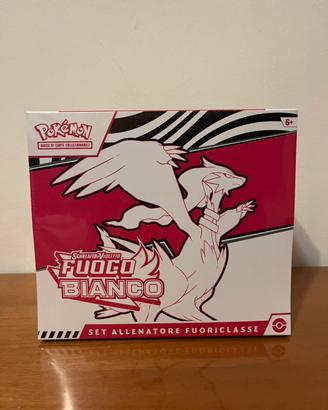 POKÉMON
GIOCO DI CARTE COLLEZIONABILI
6+
SCARLATTO E VIOLETTO
FUOCO
BIANCO
SET ALLENATORE FUORICLASSE